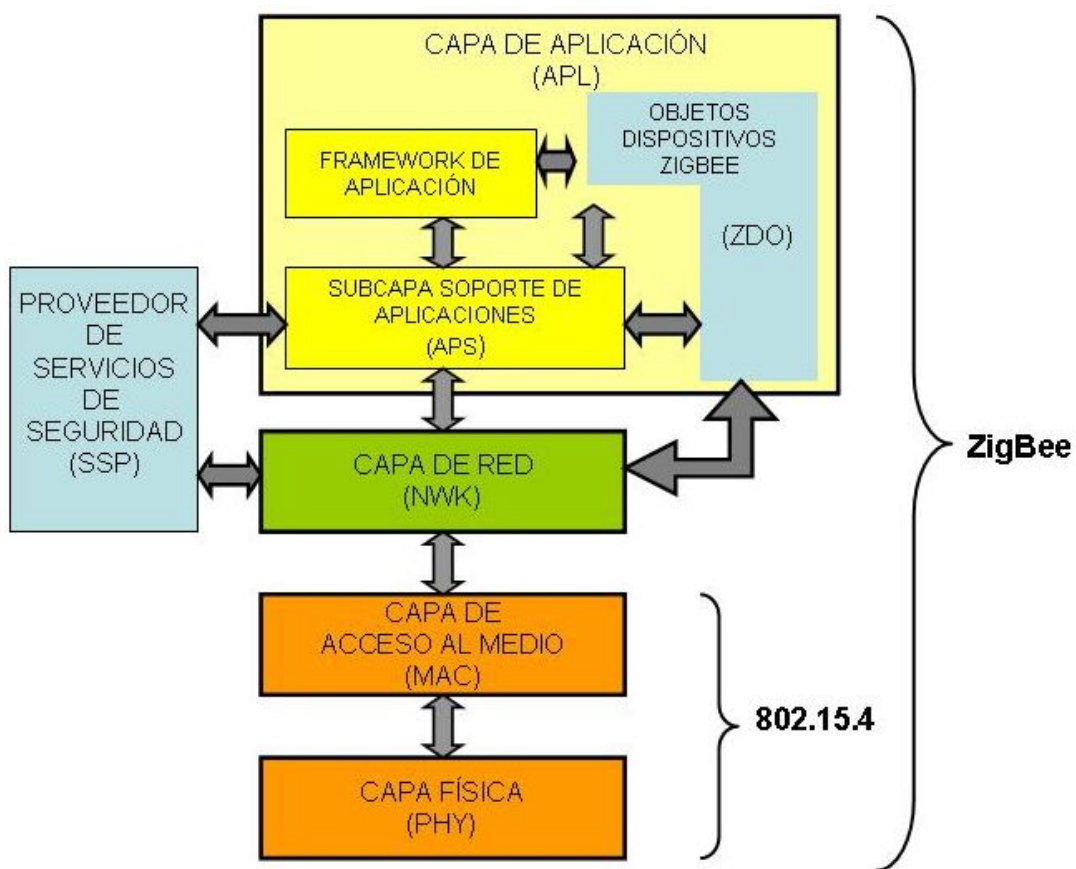 CAPA DE APLICACIÓN
(APL)
OBJETOS
DISPOSITIVOS
ZIGBEE
(ZDO)
FRAMEWORK DE
APLICACIÓN
SUBCAPA SOPORTE DE
APLICACIONES
(APS)
PROVEEDOR
DE
SERVICIOS
DE
SEGURIDAD
(SSP)
CAPA DE RED
(NWK)
ZigBee
CAPA DE
ACCESO AL MEDIO
(MAC)
802.15.4
CAPA FÍSICA
(PHY)